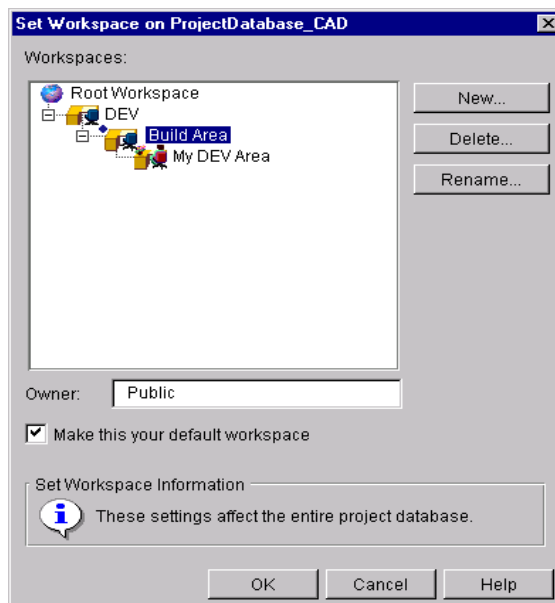 Set Workspace on ProjectDatabase_CAD
Workspaces:
Root Workspace
DEV
Build Area
My DEV Area
New...
Delete...
Rename...
Owner: Public
Make this your default workspace
Set Workspace Information
These settings affect the entire project database.
OK Cancel Help